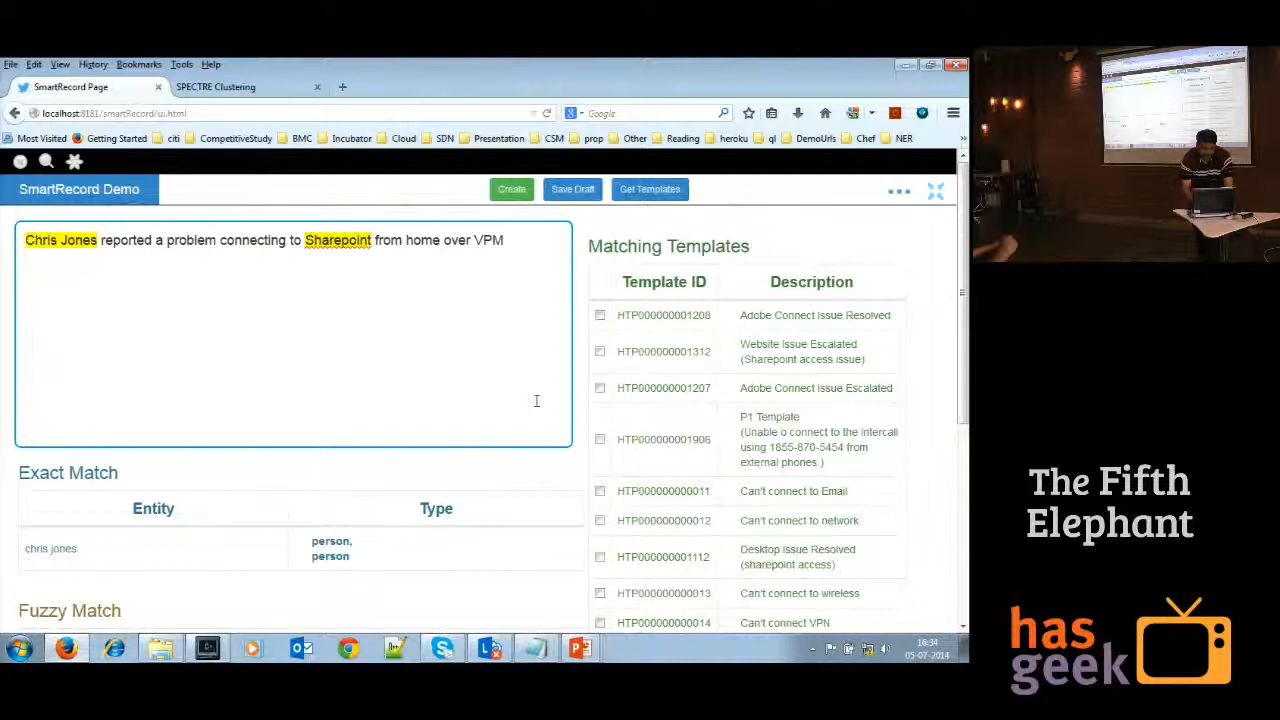 File Edit View History Bookmarks Tools Help
SmartRecord Page
SPECTRE Clustering
localhost:8181/smartRecord/ui.html
Google
Most Visited Getting Started citi CompetitiveStudy BMC Incubator Cloud SDN Presentation CSM prop Other Reading heroku ql DemoUrls Chef NER
SmartRecord Demo
Create
Save Draft
Get Templates
Chris Jones reported a problem connecting to Sharepoint from home over VPM
Matching Templates
Template ID Description
HTP000000001208 Adobe Connect Issue Resolved
HTP000000001312 Website Issue Escalated
(Sharepoint access issue)
HTP000000001207 Adobe Connect Issue Escalated
HTP000000001906 P1 Template
(Unable o connect to the intercall
using 1855-870-5454 from
external phones.)
HTP000000000011 Can't connect to Email
HTP000000000012 Can't connect to network
HTP000000001112 Desktop Issue Resolved
(sharepoint access)
HTP000000000013 Can't connect to wireless
HTP000000000014 Can't connect VPN
Exact Match
Entity Type
chris jones person,
person
Fuzzy Match
16:34
05-07-2014
The Fifth
Elephant
has
geek